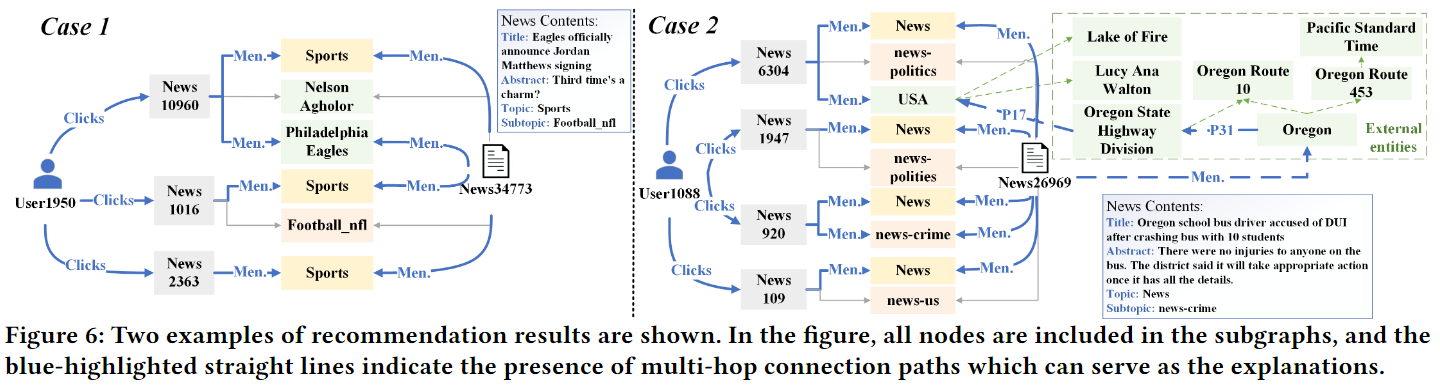 Case 1
Clicks
Clicks
Clicks
User1950
News
10960
News
1016
News
2363
Men.
Men.
Men.
Men.
Sports
Nelson
Agholor
Philadelphia
Eagles
Sports
Football_nfl
Sports
Men.
Men.
Men.
Men.
News34773
News Contents:
Title: Eagles officially
announce Jordan
Matthews signing
Abstract: Third time's a
charm?
Topic: Sports
Subtopic: Football_nfl
Case 2
Clicks
Clicks
Clicks
User1088
News
6304
News
1947
News
920
News
109
Men.
Men.
Men.
Men.
Men.
Men.
News
news-
politics
USA
News
news-
polities
News
news-crime
News
news-us
Men.
Men.
Men.
Men.
Men.
News26969
Men.
P17
P31
Lake of Fire
Lucy Ana
Walton
Oregon State
Highway
Division
Pacific Standard
Time
Oregon Route
10
Oregon Route
453
Oregon
External
entities
News Contents:
Title: Oregon school bus driver accused of DUI
after crashing bus with 10 students
Abstract: There were no injuries to anyone on the
bus. The district said it will take appropriate action
once it has all the details.
Topic: News
Subtopic: news-crime
Figure 6: Two examples of recommendation results are shown. In the figure, all nodes are included in the subgraphs, and the
blue-highlighted straight lines indicate the presence of multi-hop connection paths which can serve as the explanations.